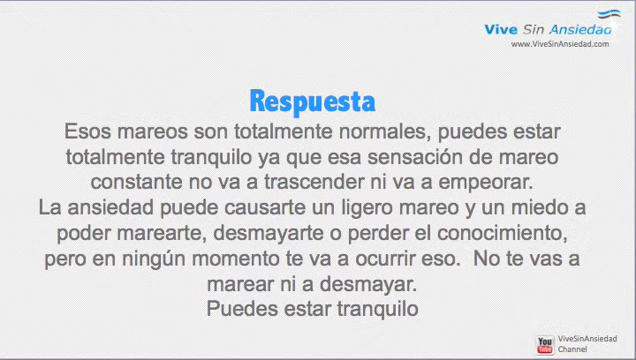 Vive Sin Ansiedad
www.ViveSinAnsiedad.com
Respuesta
Esos mareos son totalmente normales, puedes estar
totalmente tranquilo ya que esa sensación de mareo
constante no va a trascender ni va a empeorar.
La ansiedad puede causarte un ligero mareo y un miedo a
poder marearte, desmayarte o perder el conocimiento,
pero en ningún momento te va a ocurrir eso. No te vas a
marear ni a desmayar.
Puedes estar tranquilo
You Tube
ViveSinAnsiedad
Channel